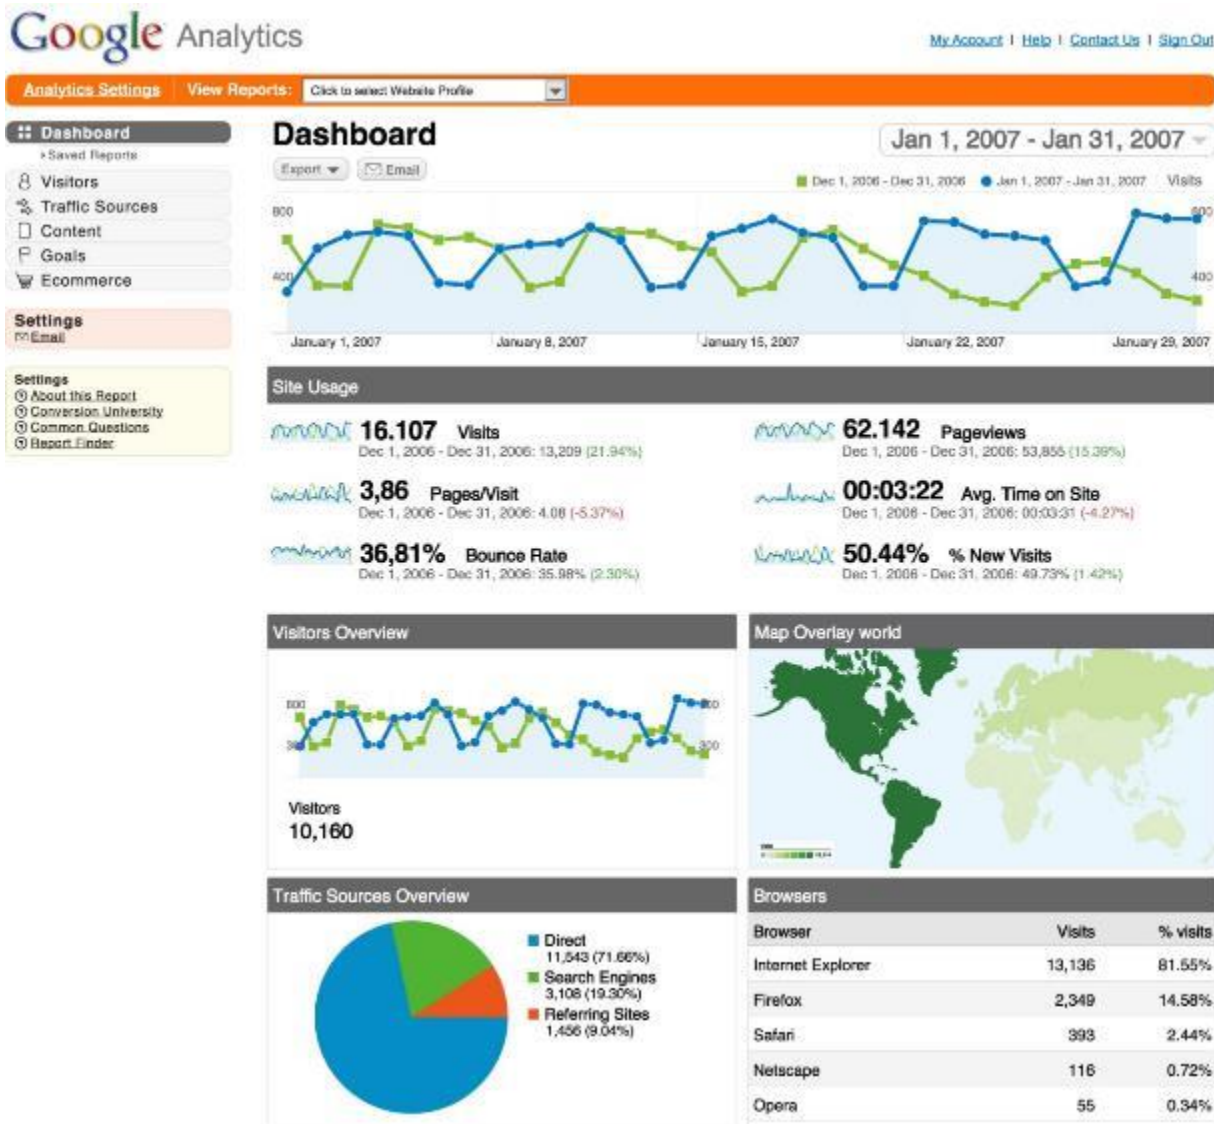 Google Analytics
My Account | Help | Contact Us | Sign Out
Analytics Settings View Reports: Click to select Website Profile
Dashboard
Saved Reports
Visitors
Traffic Sources
Content
Goals
Ecommerce
Settings
Email
Settings
About this Report
Conversion University
Common Questions
Report Finder
Dashboard
Jan 1, 2007 - Jan 31, 2007
Export Email
Dec 1, 2006 - Dec 31, 2006 Jan 1, 2007 - Jan 31, 2007 Visits
800
400
400
January 1, 2007 January 8, 2007 January 15, 2007 January 22, 2007 January 29, 2007
Site Usage
16.107 Visits
Dec 1, 2006 - Dec 31, 2006: 13,209 (21.94%)
62.142 Pageviews
Dec 1, 2006 - Dec 31, 2006: 53,855 (15.39%)
3,86 Pages/Visit
Dec 1, 2006 - Dec 31, 2006: 4.08 (-5.37%)
00:03:22 Avg. Time on Site
Dec 1, 2006 - Dec 31, 2006: 00:03:31 (-4.27%)
36,81% Bounce Rate
Dec 1, 2006 - Dec 31, 2006: 35.98% (2.30%)
50.44% % New Visits
Dec 1, 2006 - Dec 31, 2006: 49.73% (1.42%)
Visitors Overview
300
Visitors
10,160
Map Overlay world
Traffic Sources Overview
Direct
11,543 (71.66%)
Search Engines
3,108 (19.30%)
Referring Sites
1,456 (9.04%)
Browsers
Browser Visits % visits
Internet Explorer 13,136 81.55%
Firefox 2,349 14.58%
Safari 393 2.44%
Netscape 116 0.72%
Opera 55 0.34%